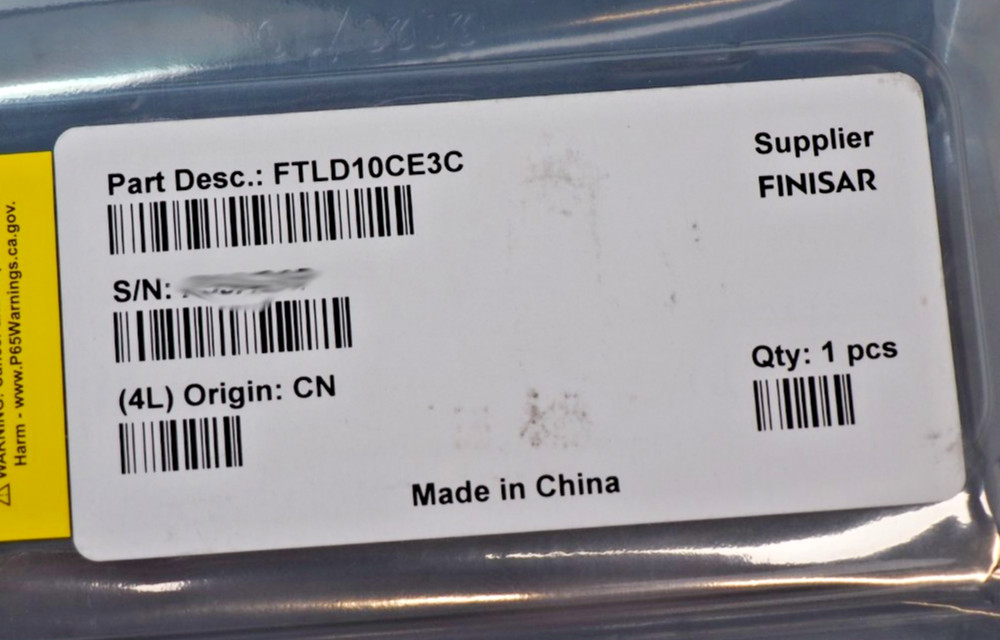 Part Desc.: FTLD10CE3C
Supplier
FINISAR
S/N:
(4L) Origin: CN
Qty: 1 pcs
Made in China
Harm - www.P65Warnings.ca.gov.